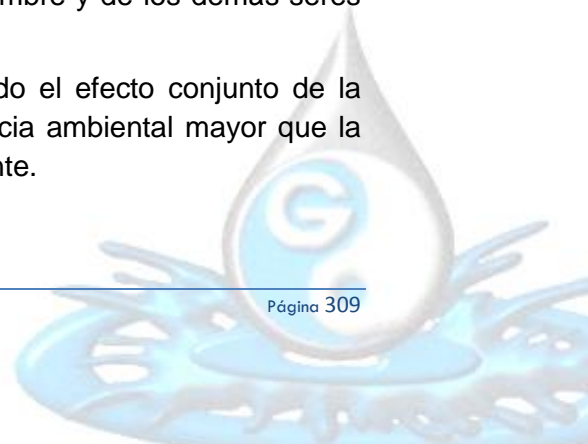 mbre y de los demás seres
do el efecto conjunto de la
cia ambiental mayor que la
nte.
G
Página 309